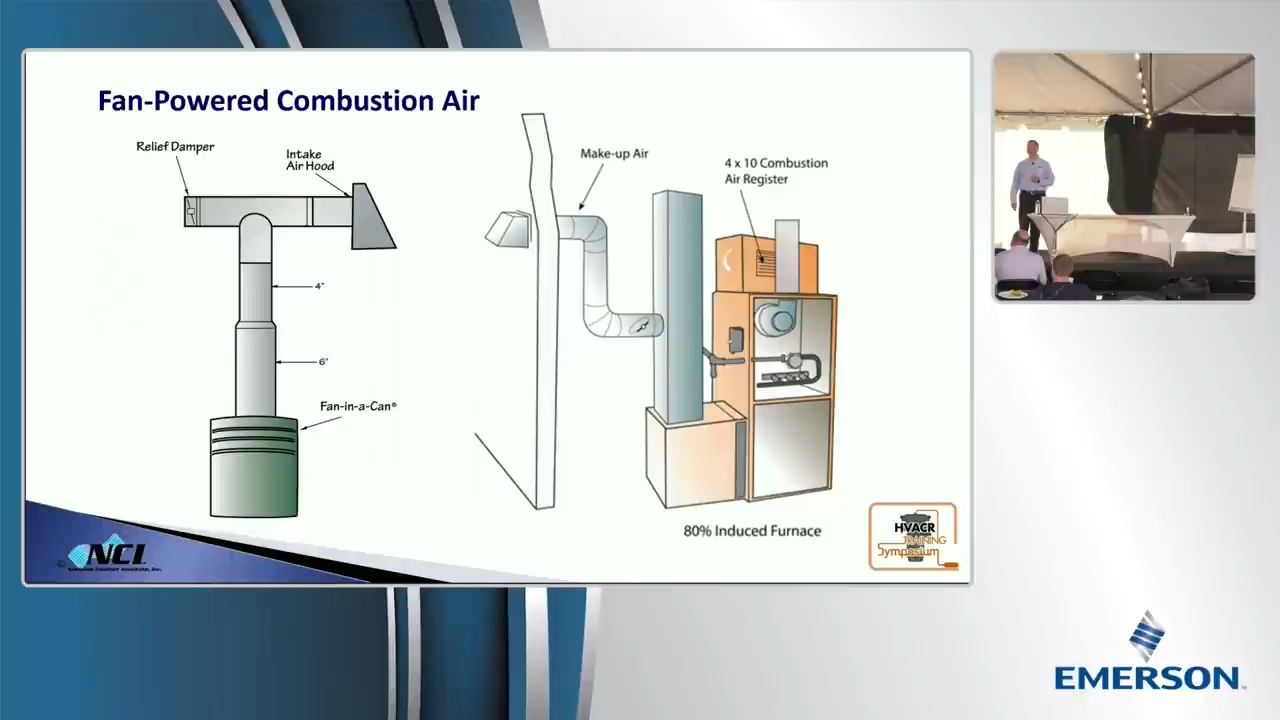 Fan-Powered Combustion Air
Relief Damper
Intake
Air Hood
4"
6"
Fan-in-a-Can®
Make-up Air
4 x 10 Combustion
Air Register
80% Induced Furnace
NCI
HVACR
TRAINING
Symposium
EMERSON